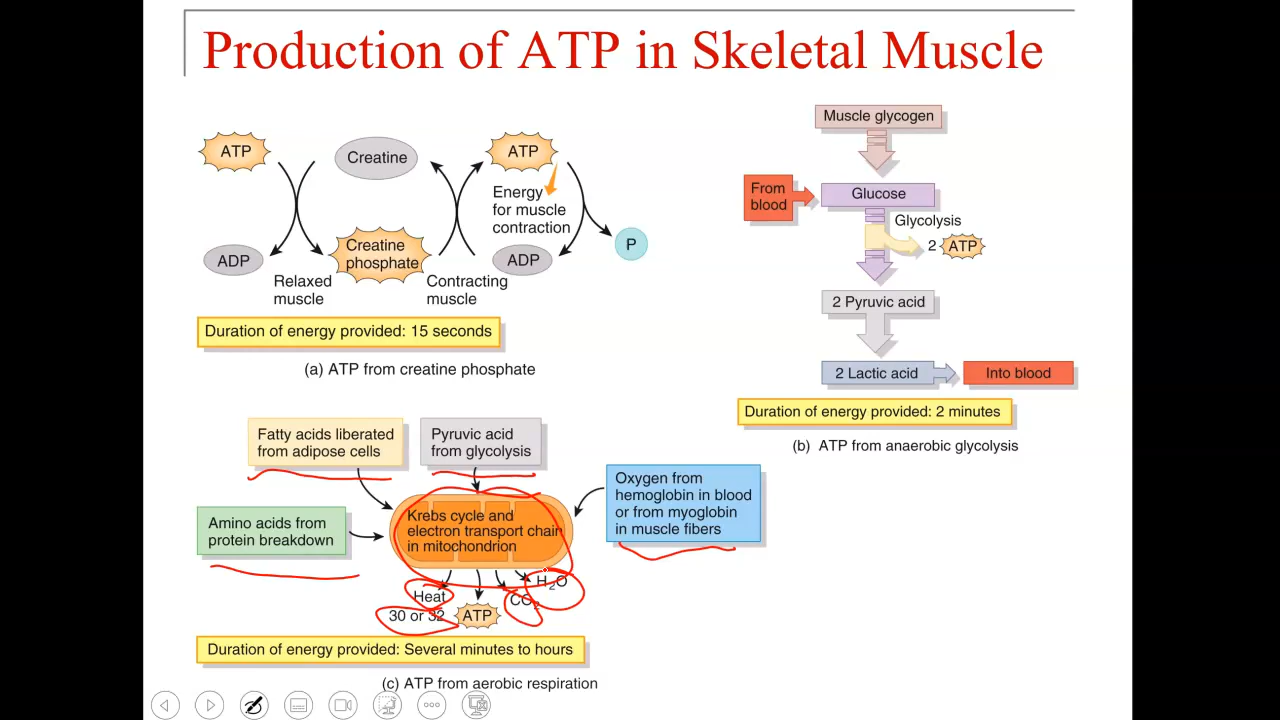 Production of ATP in Skeletal Muscle
ATP
Creatine
ATP
Energy
for muscle
contraction
ADP
Creatine
phosphate
ADP
P
Relaxed
muscle
Contracting
muscle
Duration of energy provided: 15 seconds
(a) ATP from creatine phosphate
Muscle glycogen
From
blood
Glucose
Glycolysis
2 ATP
2 Pyruvic acid
2 Lactic acid
Into blood
Duration of energy provided: 2 minutes
(b) ATP from anaerobic glycolysis
Fatty acids liberated
from adipose cells
Pyruvic acid
from glycolysis
Oxygen from
hemoglobin in blood
or from myoglobin
in muscle fibers
Amino acids from
protein breakdown
Krebs cycle and
electron transport chain
in mitochondrion
Heat
30 or 32 ATP
CO₂
H₂O
Duration of energy provided: Several minutes to hours
(c) ATP from aerobic respiration